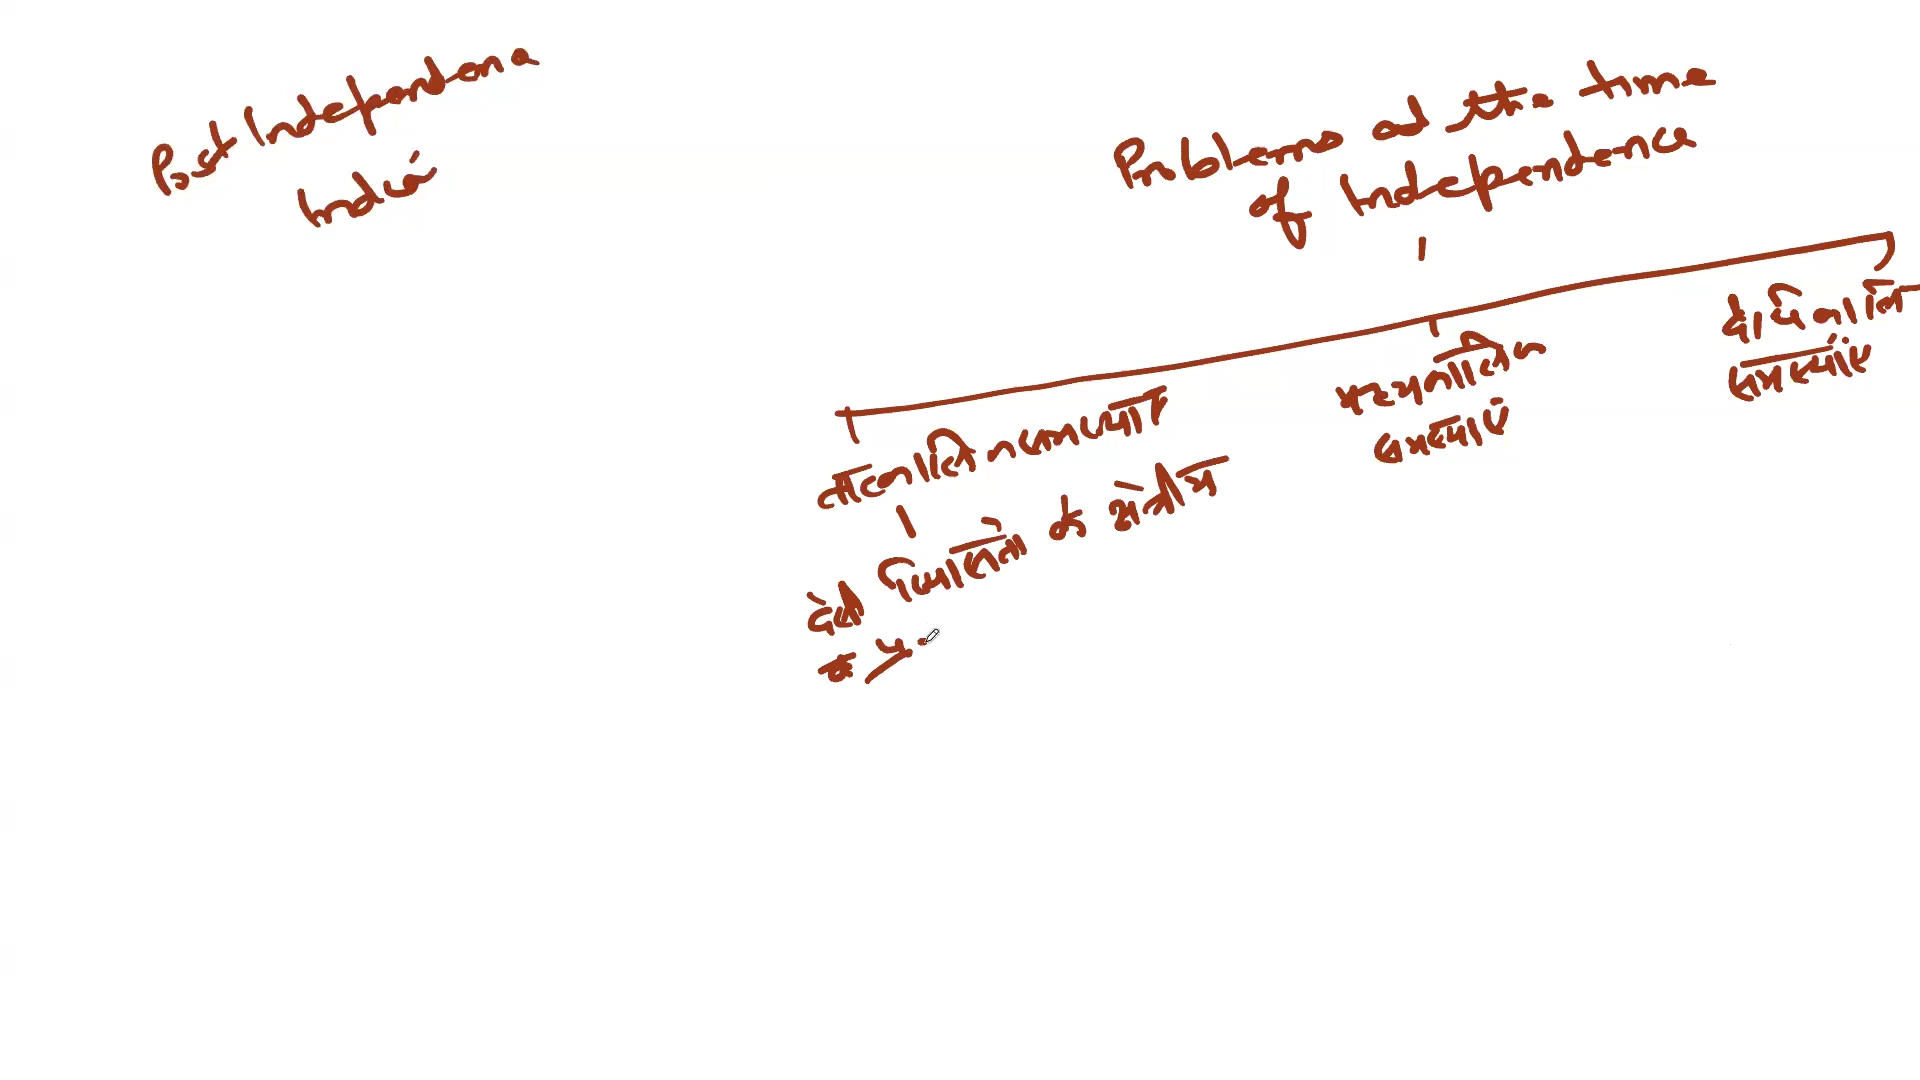 Post Independence
India
Problems at the time
of Independence
तात्कालिन समस्याएँ
मध्यकालिन
समस्याएं
दीर्घकालिन
समस्याएं
देशी रियासतो के